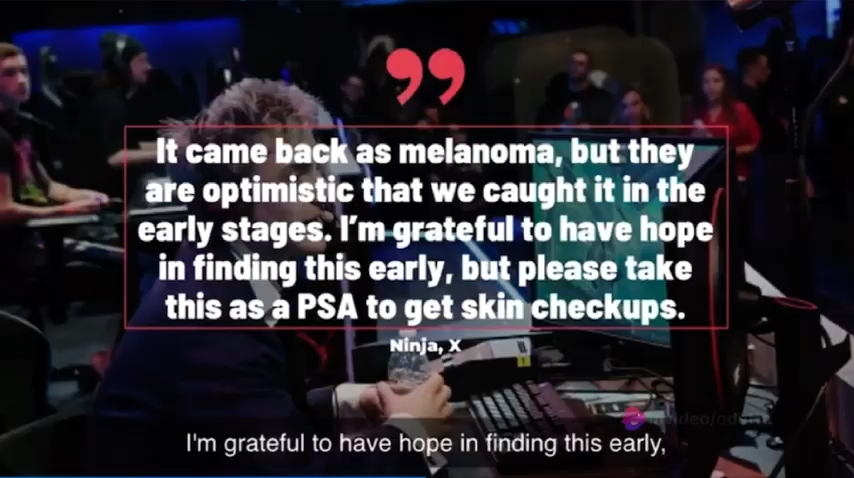 It came back as melanoma, but they
are optimistic that we caught it in the
early stages. I’m grateful to have hope
in finding this early, but please take
this as a PSA to get skin checkups.
Ninja, X
I'm grateful to have hope in finding this early,